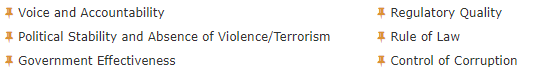 Voice and Accountability
Political Stability and Absence of Violence/Terrorism
Government Effectiveness
Regulatory Quality
Rule of Law
Control of Corruption